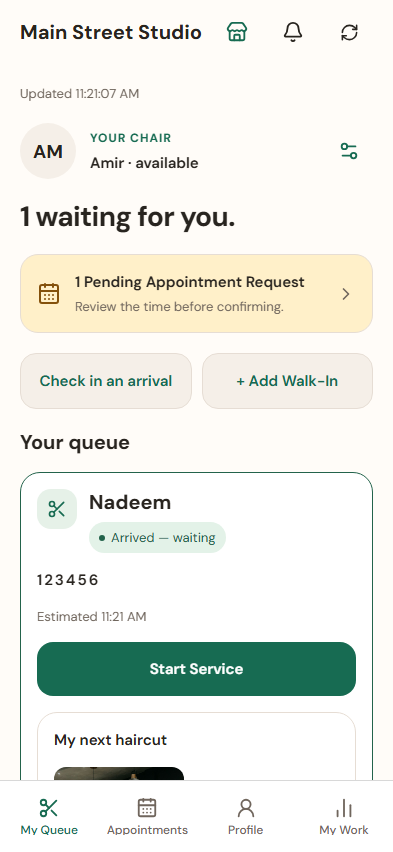 Main Street Studio
Updated 11:21:07 AM
AM
YOUR CHAIR
Amir · available
1 waiting for you.
1 Pending Appointment Request
Review the time before confirming.
Check in an arrival
+ Add Walk-In
Your queue
Nadeem
Arrived — waiting
123456
Estimated 11:21 AM
Start Service
My next haircut
My Queue
Appointments
Profile
My Work